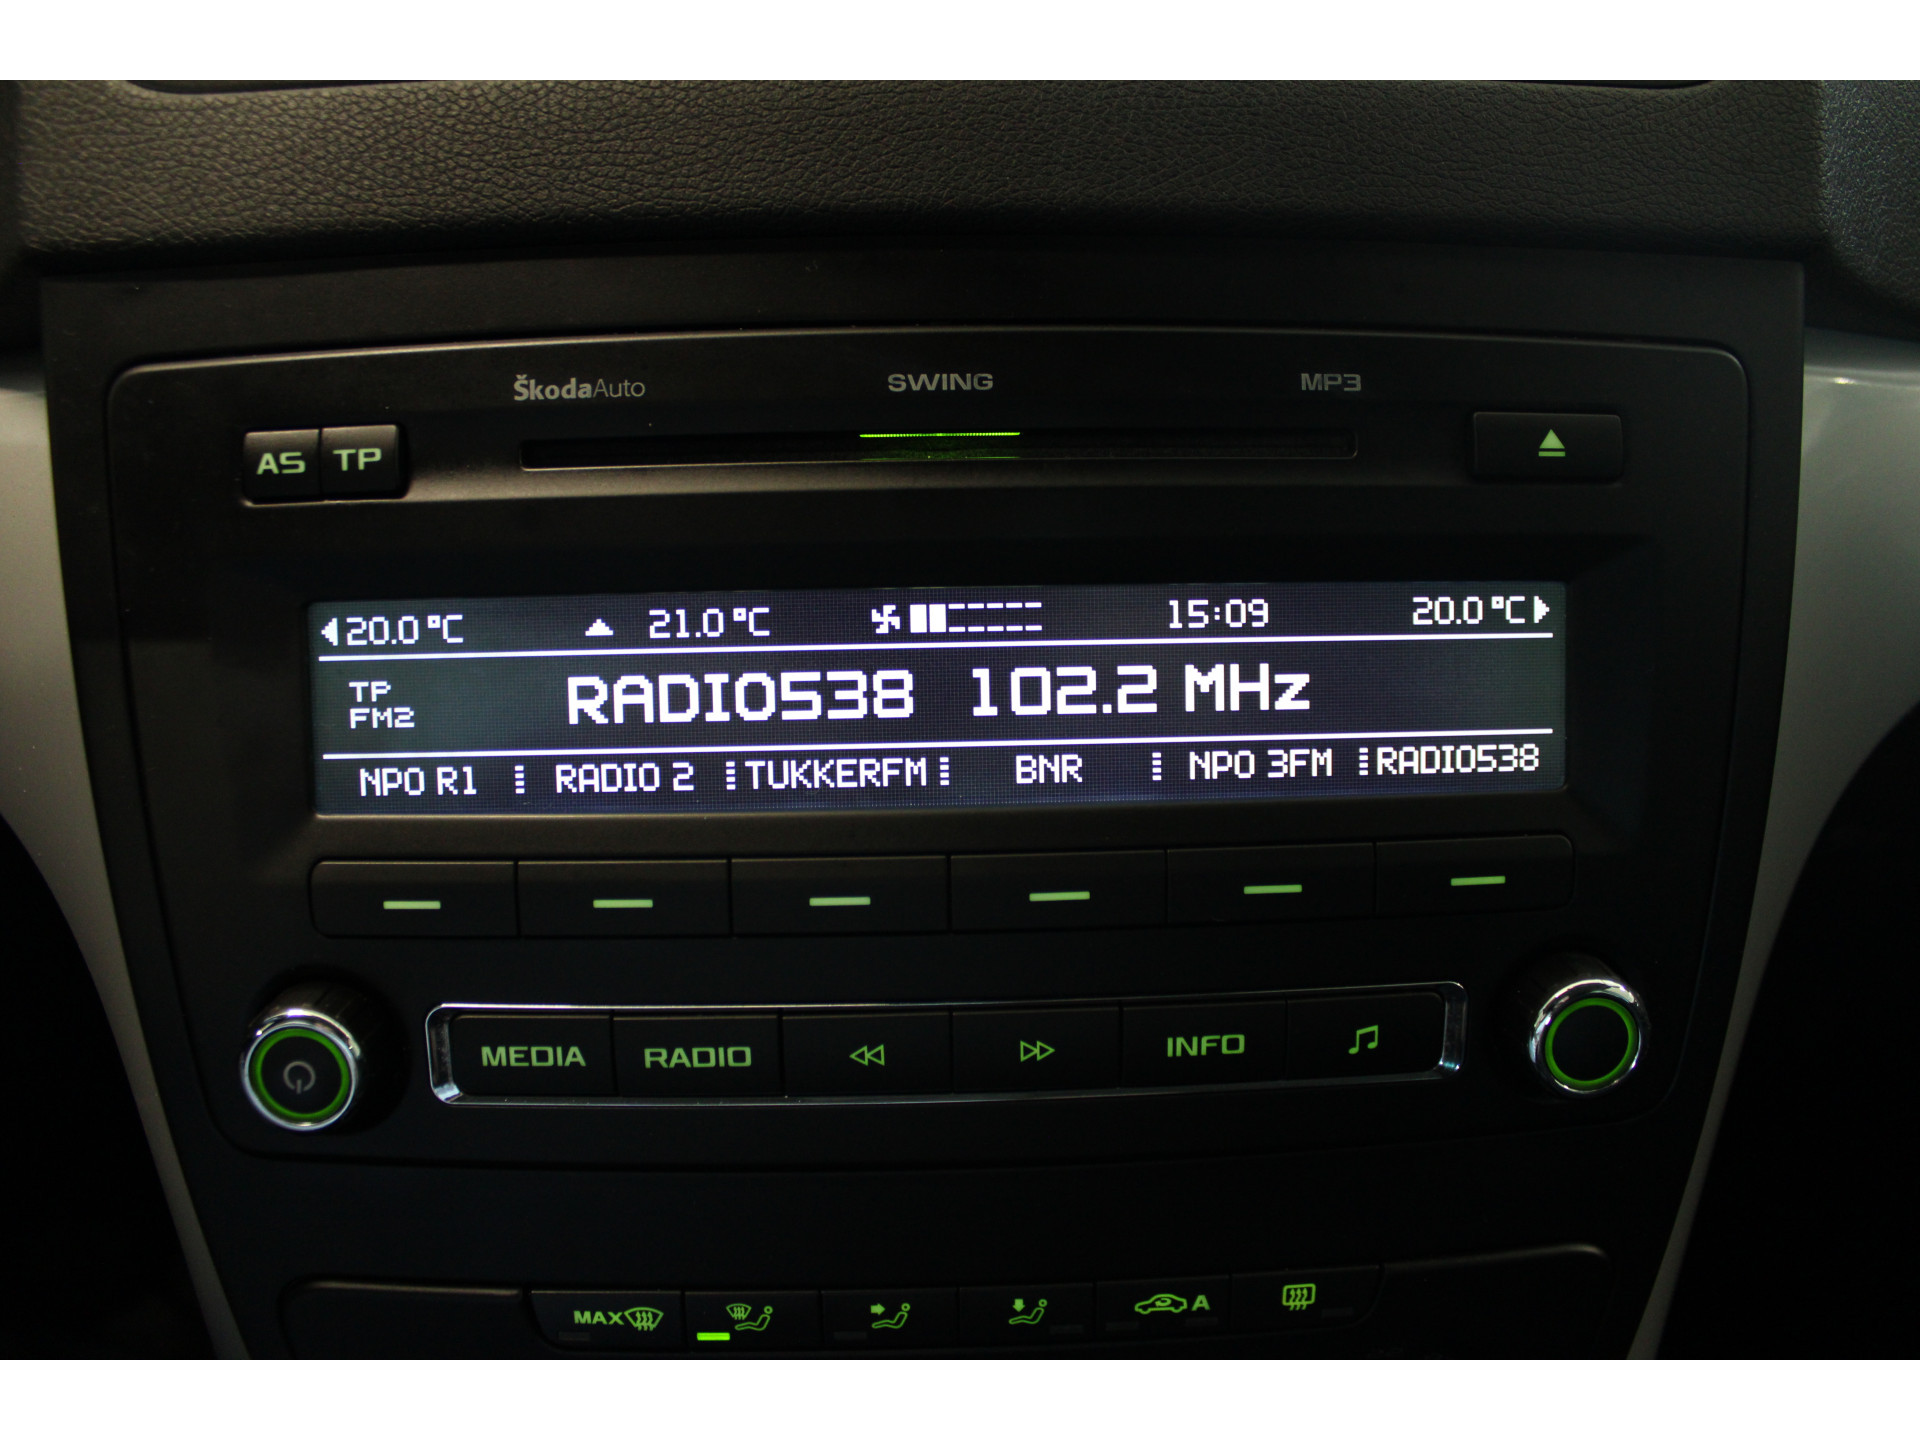 ŠkodaAuto SWING MP3
AS TP
20.0 °C 21.0 °C 15:09 20.0 °C
TP
FM2
RADIO538 102.2 MHz
NPO R1 RADIO 2 TUKKERFM BNR NPO 3FM RADIO538
MEDIA RADIO INFO
MAX A